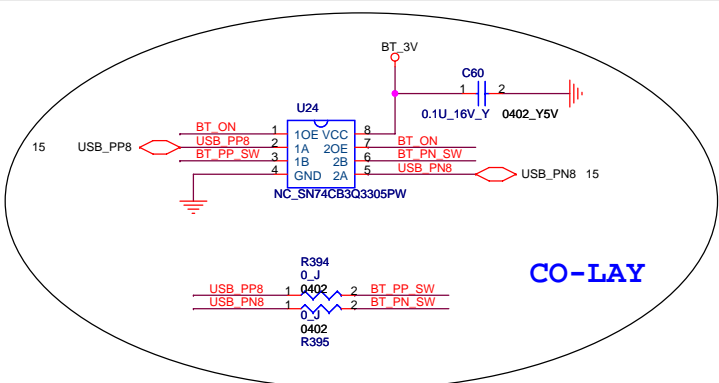 BT_3V
C60
1 2
0.1U_16V_Y 0402_Y5V
U24
BT_ON 1 1OE VCC 8
15 USB_PP8 USB_PP8 2 1A 2OE 7 BT_ON
BT_PP_SW 3 1B 2B 6 BT_PN_SW
4 GND 2A 5 USB_PN8 USB_PN8 15
NC_SN74CB3Q3305PW
CO-LAY
R394
0_J
0402
USB_PP8 1 2 BT_PP_SW
USB_PN8 1 2 BT_PN_SW
0_J
0402
R395